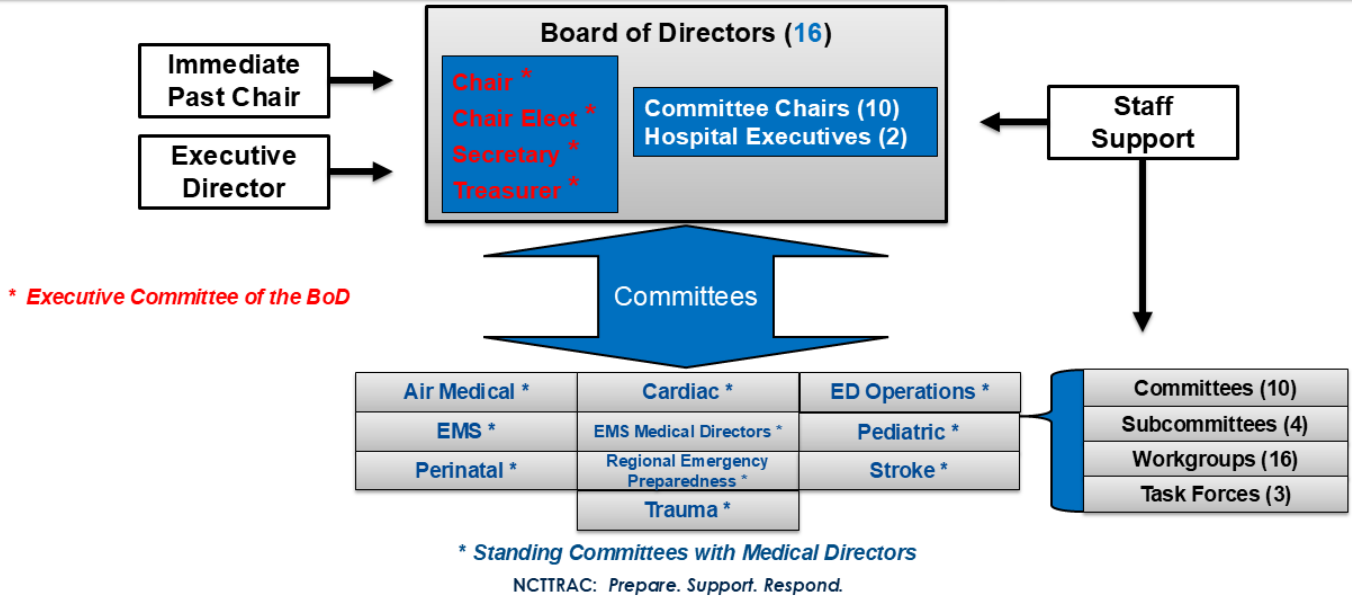 Board of Directors (16)
Immediate
Past Chair
Executive
Director
Chair *
Chair Elect *
Secretary *
Treasurer *
Committee Chairs (10)
Hospital Executives (2)
Staff
Support
* Executive Committee of the BoD
Committees
Air Medical *
Cardiac *
ED Operations *
EMS *
EMS Medical Directors *
Pediatric *
Perinatal *
Regional Emergency
Preparedness *
Stroke *
Trauma *
Committees (10)
Subcommittees (4)
Workgroups (16)
Task Forces (3)
* Standing Committees with Medical Directors
NCTTRAC: Prepare. Support. Respond.